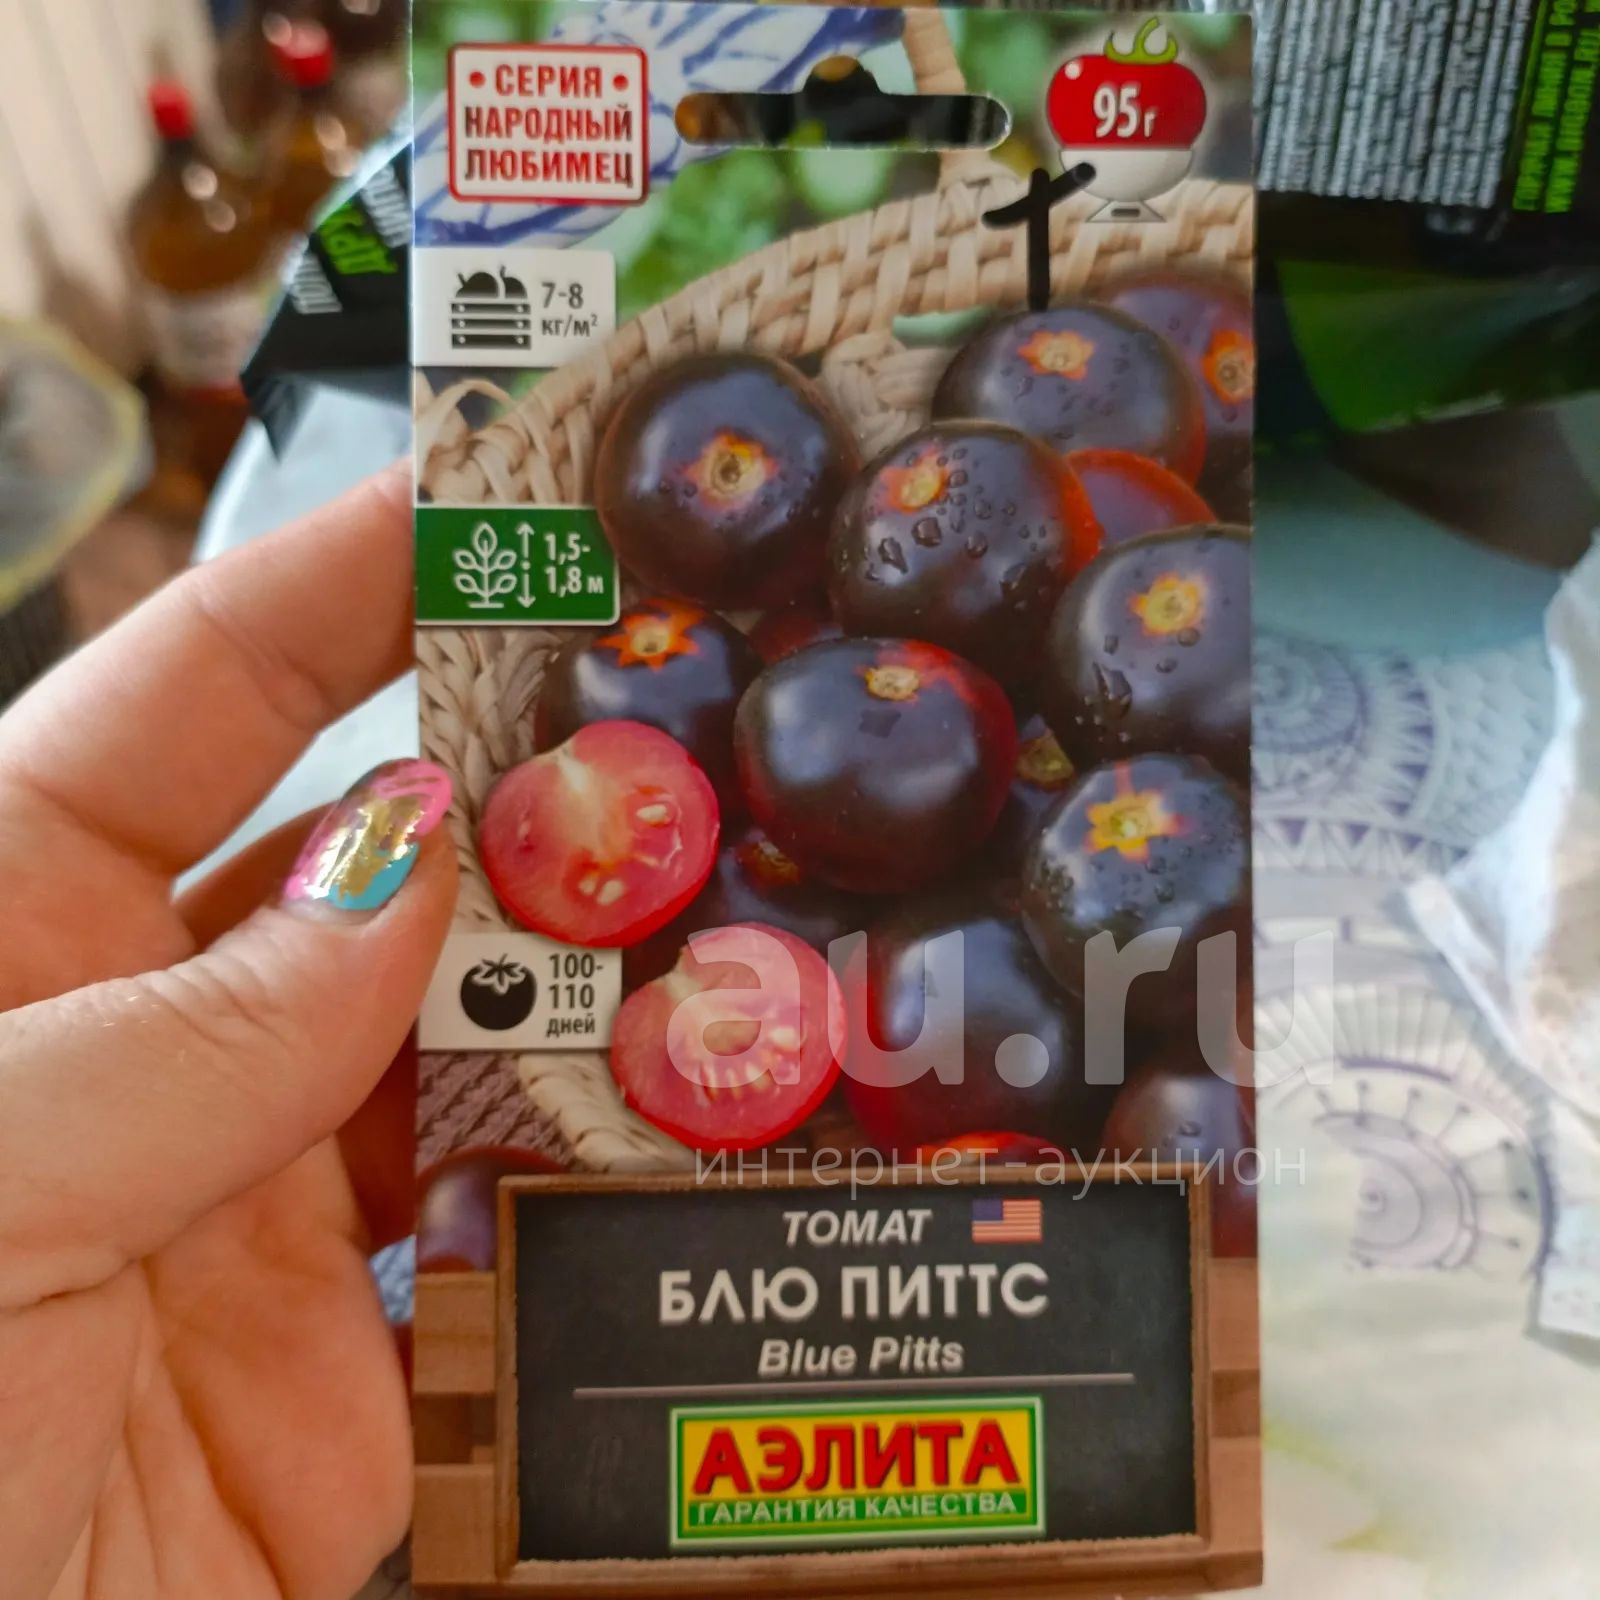 • СЕРИЯ •
НАРОДНЫЙ
ЛЮБИМЕЦ
95г
7-8
кг/м²
1,5-
1,8 м
100-
110
дней
au.ru
интернет-аукцион
ТОМАТ
БЛЮ ПИТТС
Blue Pitts
АЭЛИТА
ГАРАНТИЯ КАЧЕСТВА